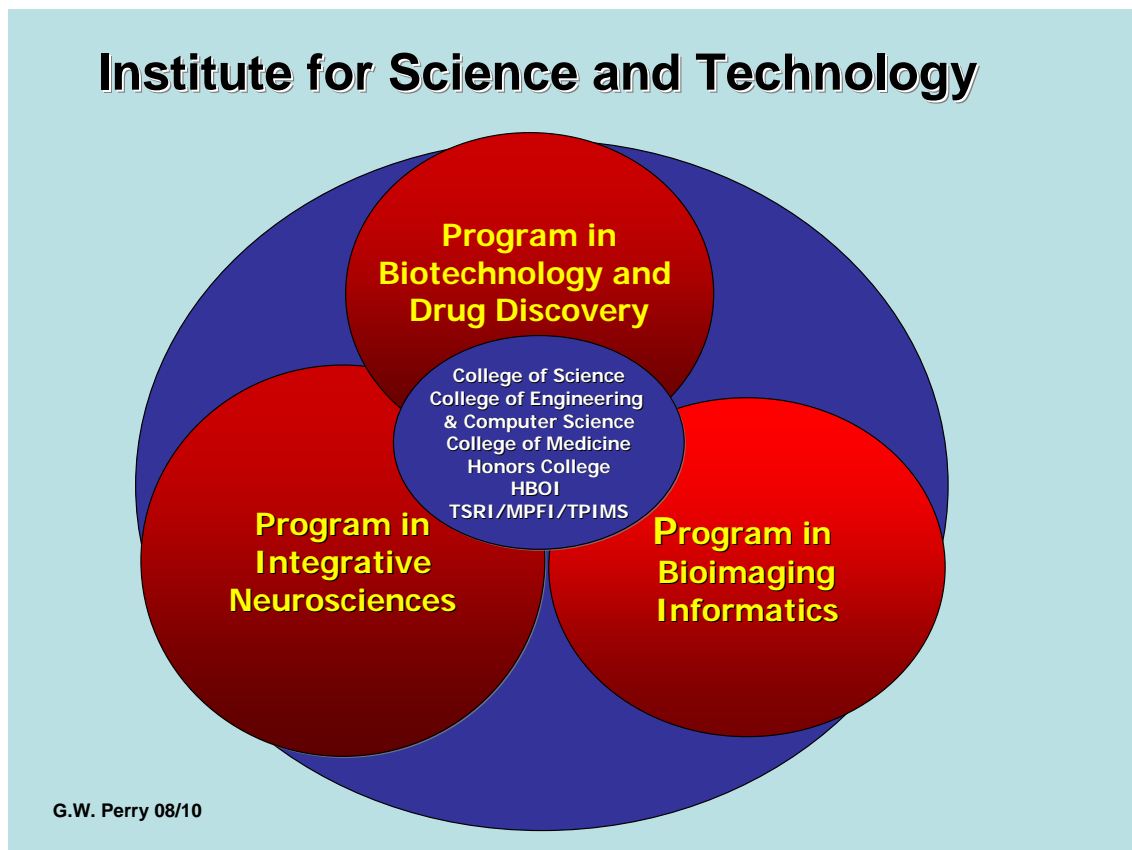 Institute for Science and Technology
Program in
Biotechnology and
Drug Discovery
College of Science
College of Engineering
& Computer Science
College of Medicine
Honors College
HBOI
TSRI/MPFI/TPIMS
Program in
Integrative
Neurosciences
Program in
Bioimaging
Informatics
G.W. Perry 08/10